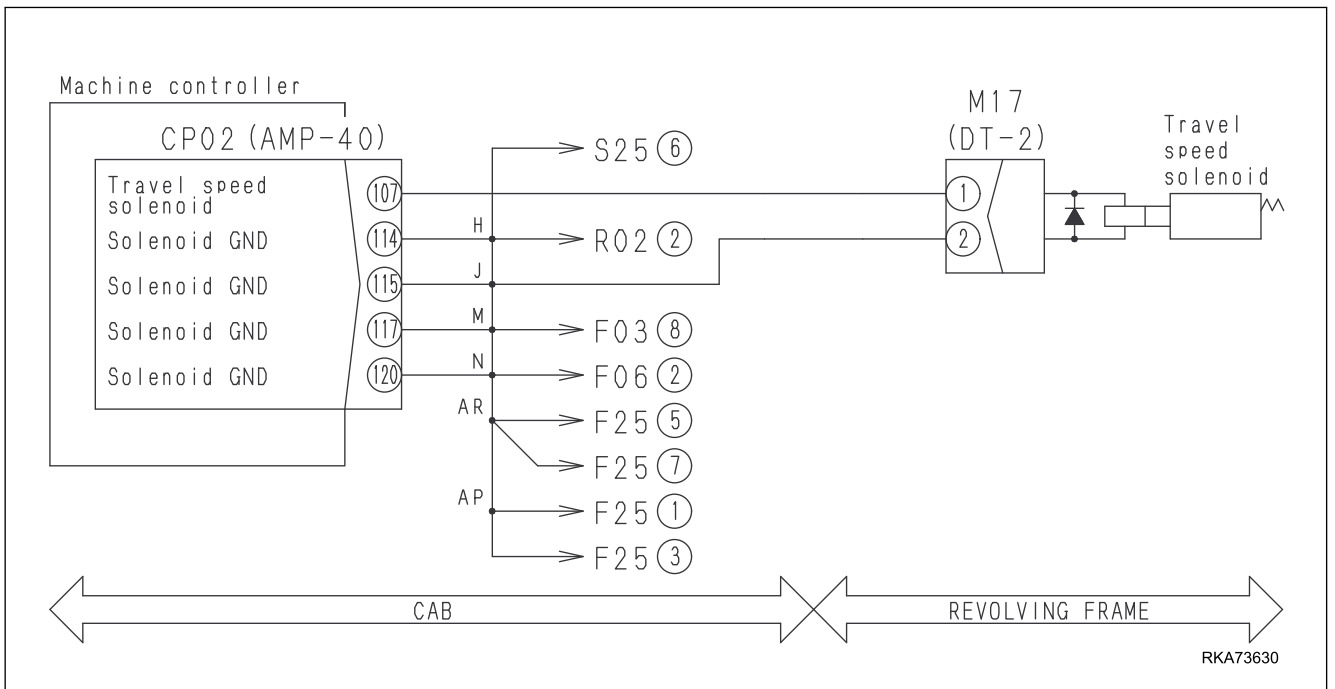 Machine controller
CP02 (AMP-40)
Travel speed
solenoid
107
Solenoid GND
114
Solenoid GND
115
Solenoid GND
117
Solenoid GND
120
H
J
M
N
AR
AP
S25 6
R02 2
F03 8
F06 2
F25 5
F25 7
F25 1
F25 3
M17
(DT-2)
1
2
Travel
speed
solenoid
CAB
REVOLVING FRAME
RKA73630